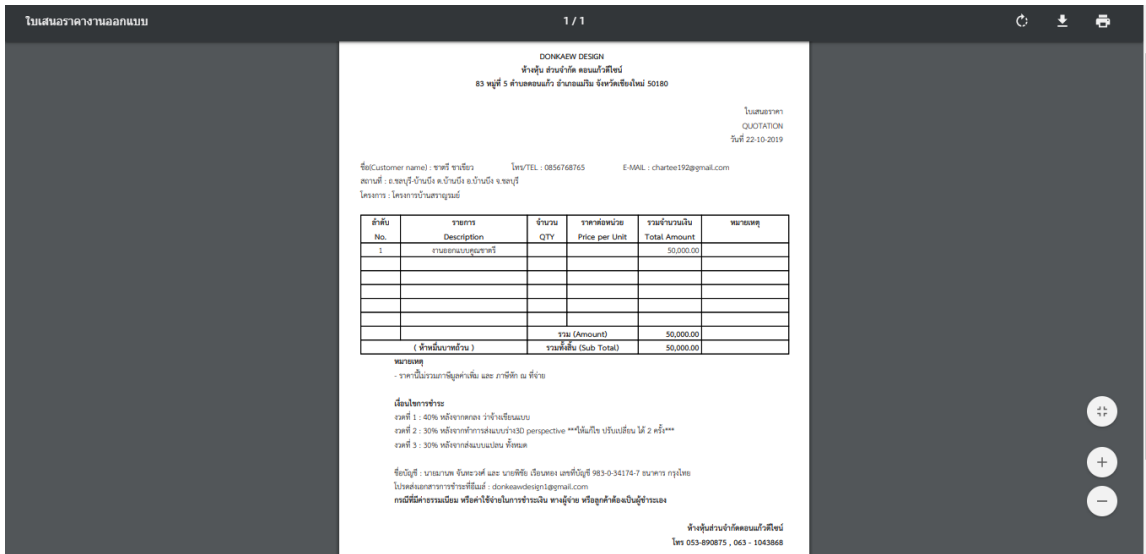 ใบเสนอราคางานออกแบบ
1 / 1
DONKAEW DESIGN
ห้างหุ้น ส่วนจำกัด ดอนแก้วดีไซน์
83 หมู่ที่ 5 ตำบลดอนแก้ว อำเภอแม่ริม จังหวัดเชียงใหม่ 50180
ใบเสนอราคา
QUOTATION
วันที่ 22-10-2019
ชื่อ(Customer name) : ชาตรี ชาเขียว โทร/TEL : 0856768765 E-MAIL : chartee192@gmail.com
สถานที่ : ถ.ชลบุรี-บ้านบึง ต.บ้านบึง อ.บ้านบึง จ.ชลบุรี
โครงการ : โครงการบ้านสราญรมย์
ลำดับ รายการ จำนวน ราคาต่อหน่วย รวมจำนวนเงิน หมายเหตุ
No. Description QTY Price per Unit Total Amount
1 งานออกแบบคุณชาตรี 50,000.00
รวม (Amount) 50,000.00
( ห้าหมื่นบาทถ้วน ) รวมทั้งสิ้น (Sub Total) 50,000.00
หมายเหตุ
- ราคานี้ไม่รวมภาษีมูลค่าเพิ่ม และ ภาษีหัก ณ ที่จ่าย
เงื่อนไขการชำระ
งวดที่ 1 : 40% หลังจากตกลง ว่าจ้างเขียนแบบ
งวดที่ 2 : 30% หลังจากทำการส่งแบบร่าง3D perspective ***ให้แก้ไข ปรับเปลี่ยน ได้ 2 ครั้ง***
งวดที่ 3 : 30% หลังจากส่งแบบแปลน ทั้งหมด
ชื่อบัญชี : นายมานพ จันทะวงศ์ และ นายพิชัย เรือนทอง เลขที่บัญชี 983-0-34174-7 ธนาคาร กรุงไทย
โปรดส่งเอกสารการชำระที่อีเมล์ : donkeawdesign1@gmail.com
กรณีที่มีค่าธรรมเนียม หรือค่าใช้จ่ายในการชำระเงิน ทางผู้จ่าย หรือลูกค้าต้องเป็นผู้ชำระเอง
ห้างหุ้นส่วนจำกัดดอนแก้วดีไซน์
โทร 053-890875 , 063 - 1043868